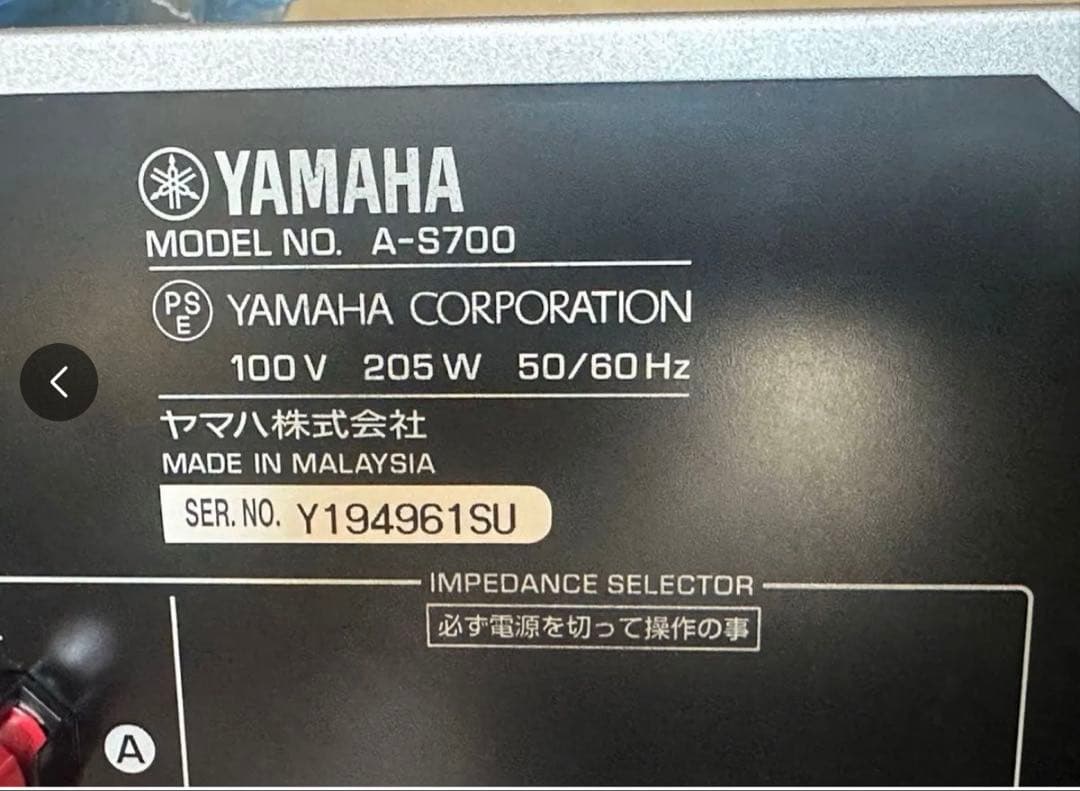 YAMAHA
MODEL NO. A-S700
PSE YAMAHA CORPORATION
100V 205W 50/60Hz
ヤマハ株式会社
MADE IN MALAYSIA
SER. NO. Y194961SU
IMPEDANCE SELECTOR
必ず電源を切って操作の事
A